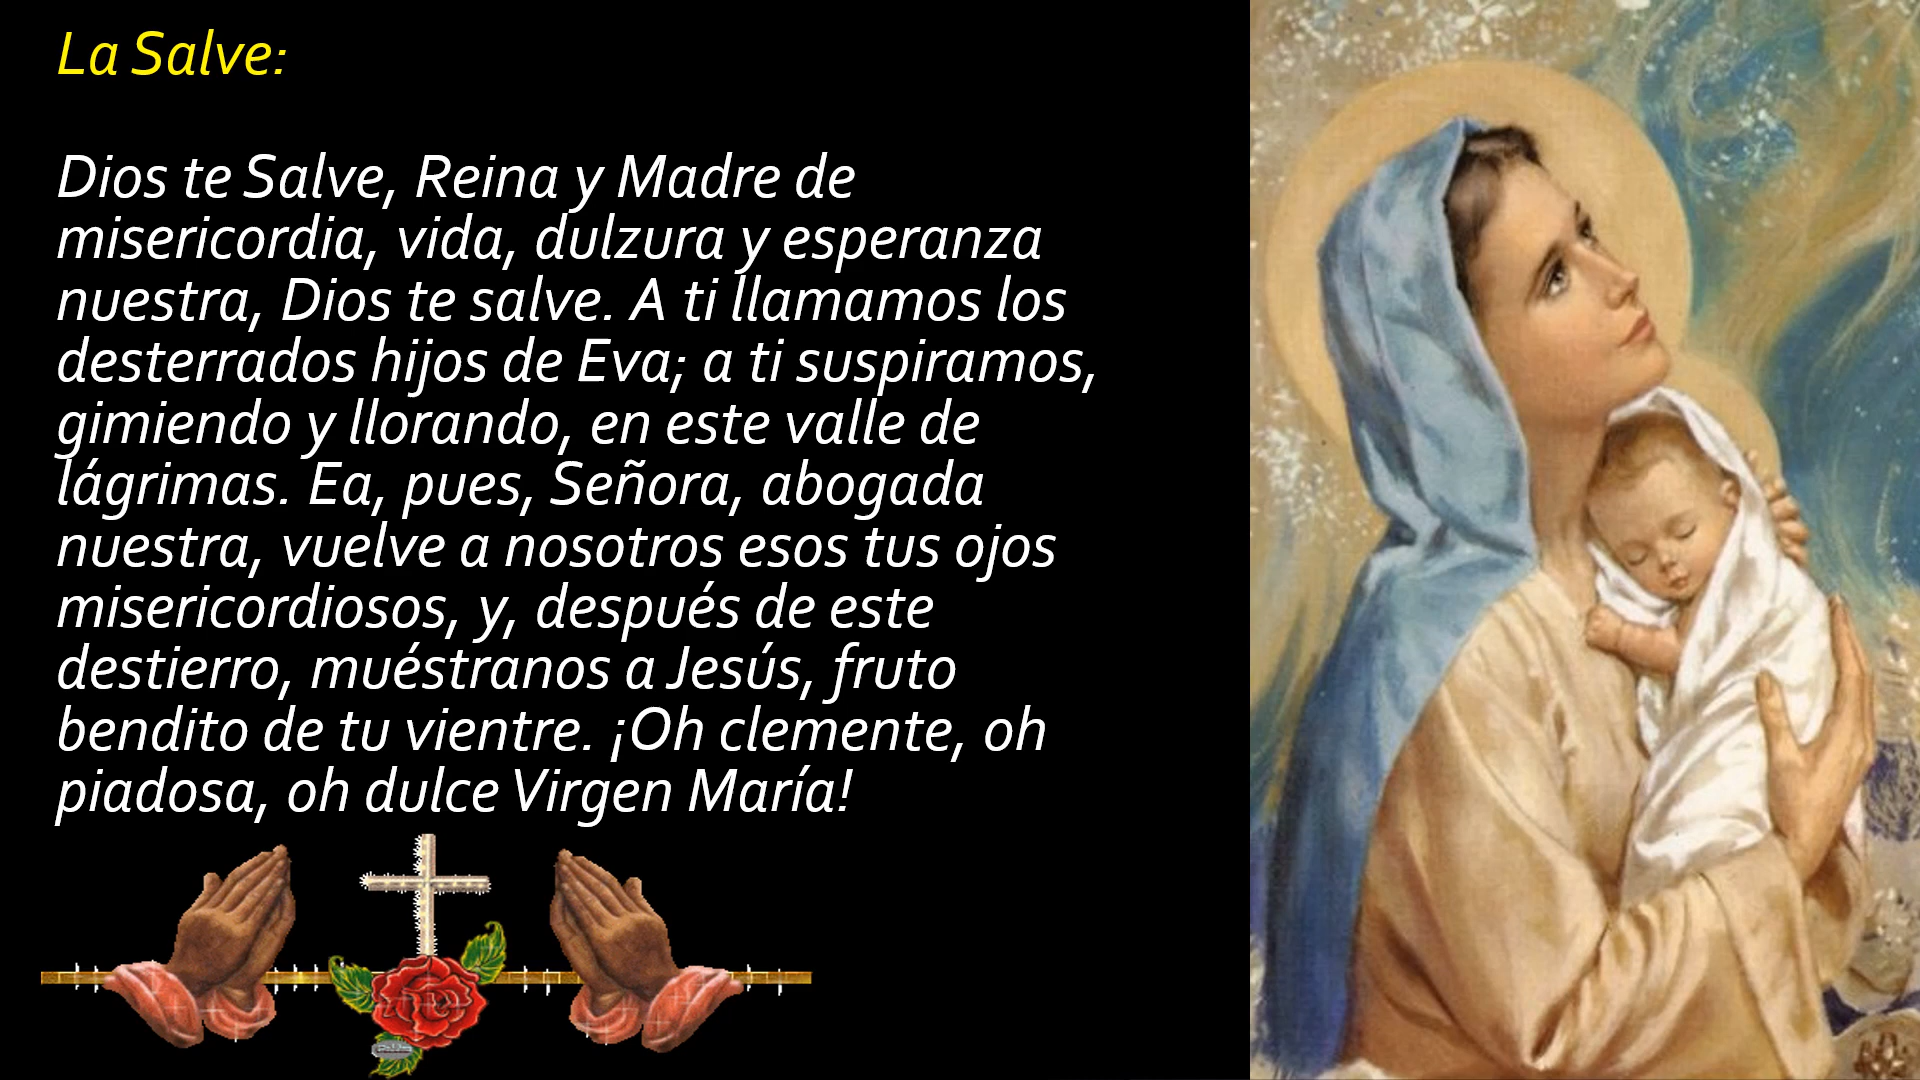 La Salve:
Dios te Salve, Reina y Madre de
misericordia, vida, dulzura y esperanza
nuestra, Dios te salve. A ti llamamos los
desterrados hijos de Eva; a ti suspiramos,
gimiendo y llorando, en este valle de
lágrimas. Ea, pues, Señora, abogada
nuestra, vuelve a nosotros esos tus ojos
misericordiosos, y, después de este
destierro, muéstranos a Jesús, fruto
bendito de tu vientre. ¡Oh clemente, oh
piadosa, oh dulce Virgen María!